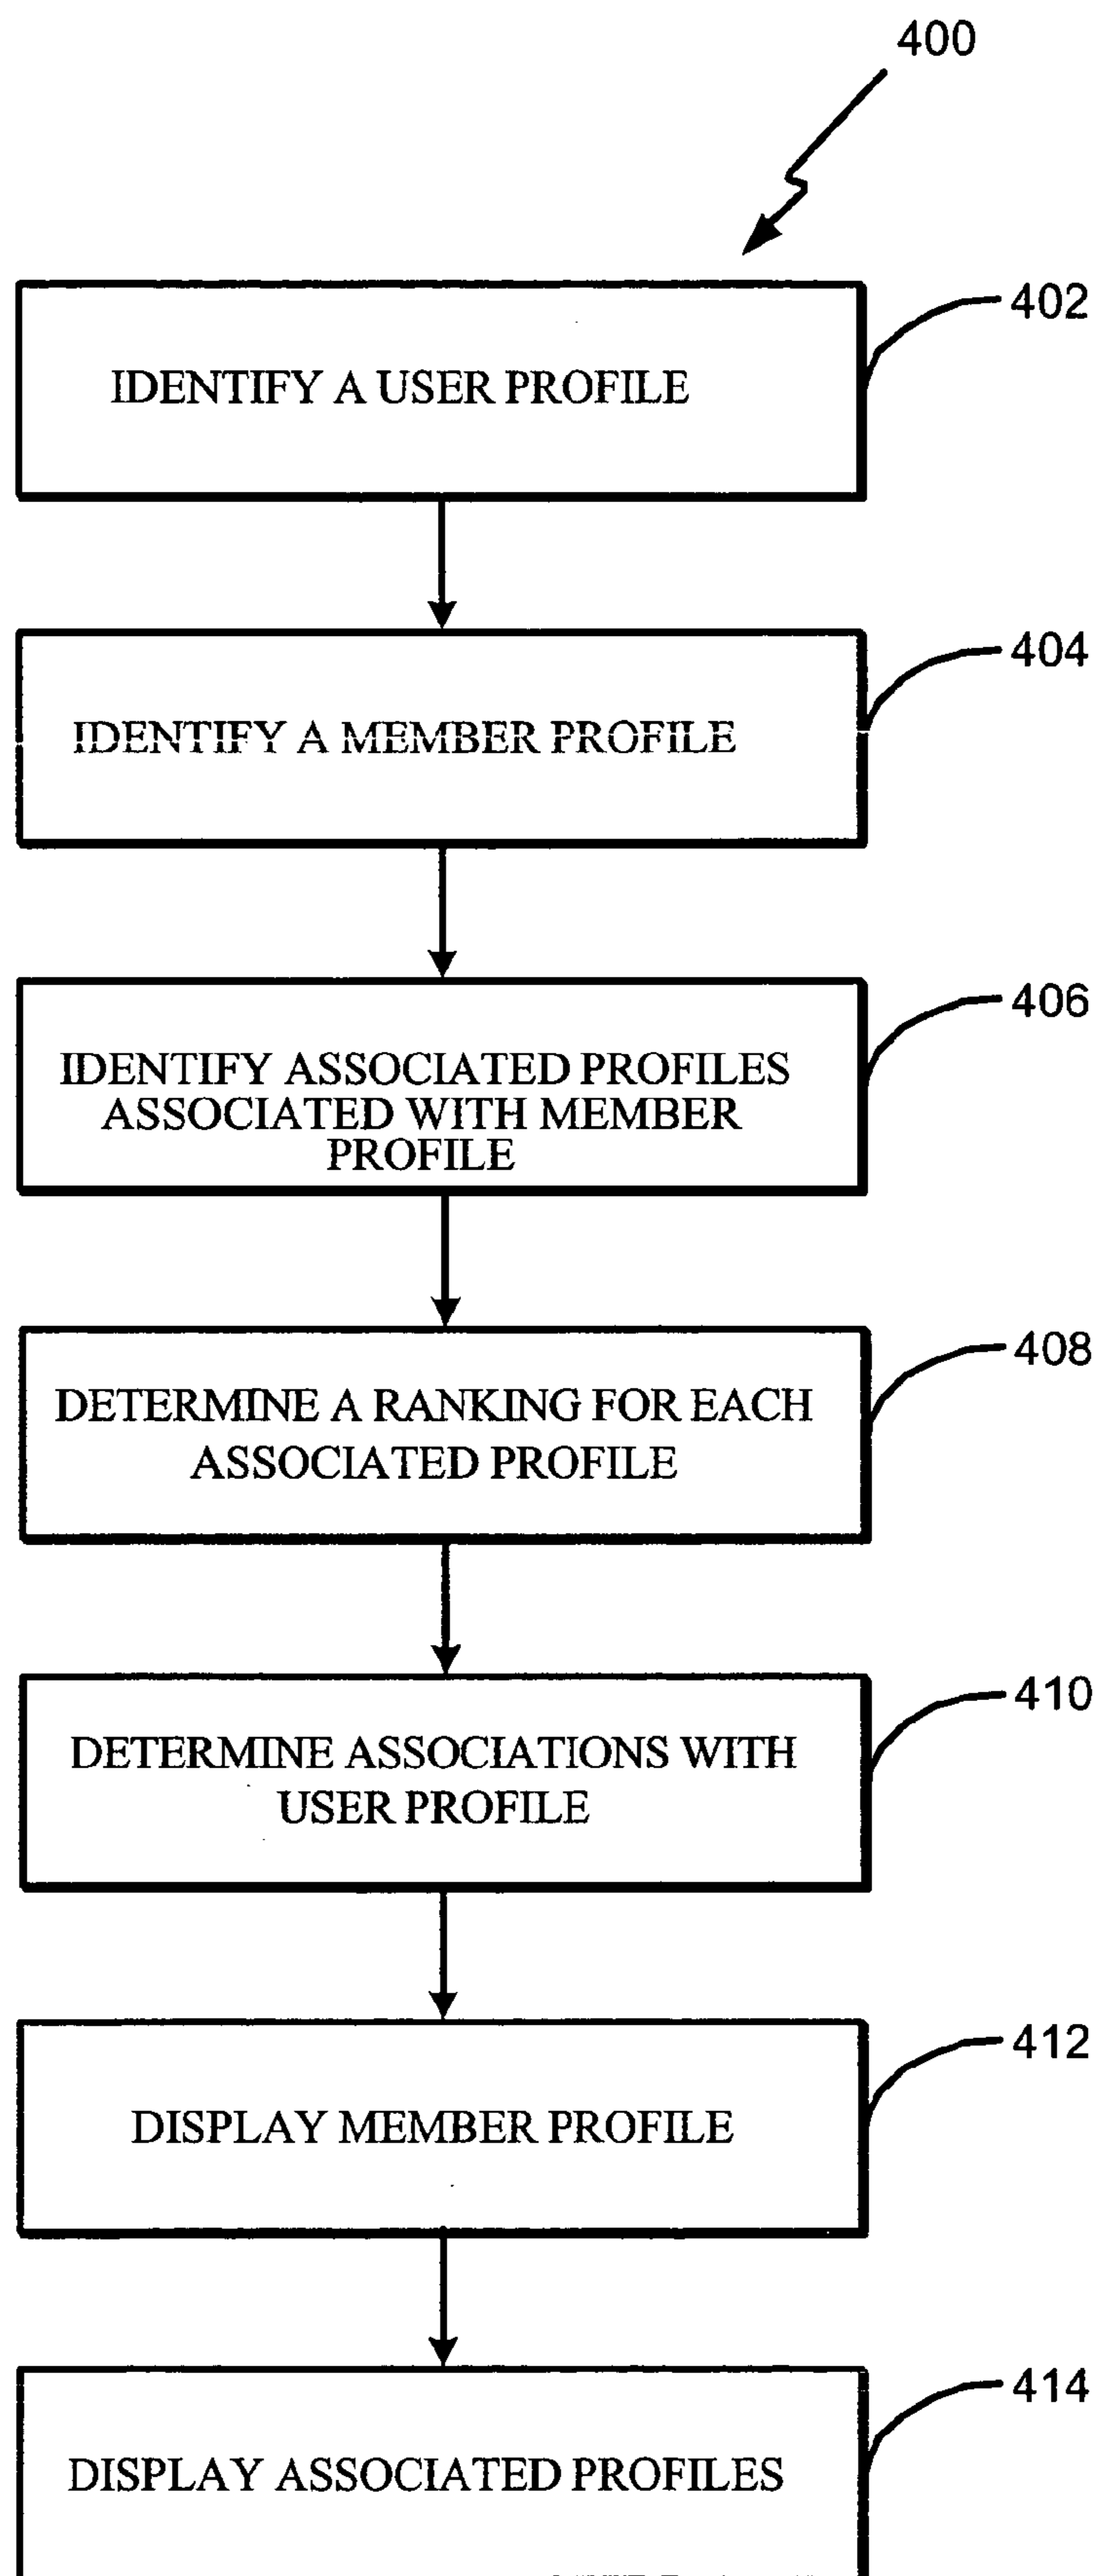 400
402
IDENTIFY A USER PROFILE
404
IDENTIFY A MEMBER PROFILE
406
IDENTIFY ASSOCIATED PROFILES
ASSOCIATED WITH MEMBER
PROFILE
408
DETERMINE A RANKING FOR EACH
ASSOCIATED PROFILE
410
DETERMINE ASSOCIATIONS WITH
USER PROFILE
412
DISPLAY MEMBER PROFILE
414
DISPLAY ASSOCIATED PROFILES